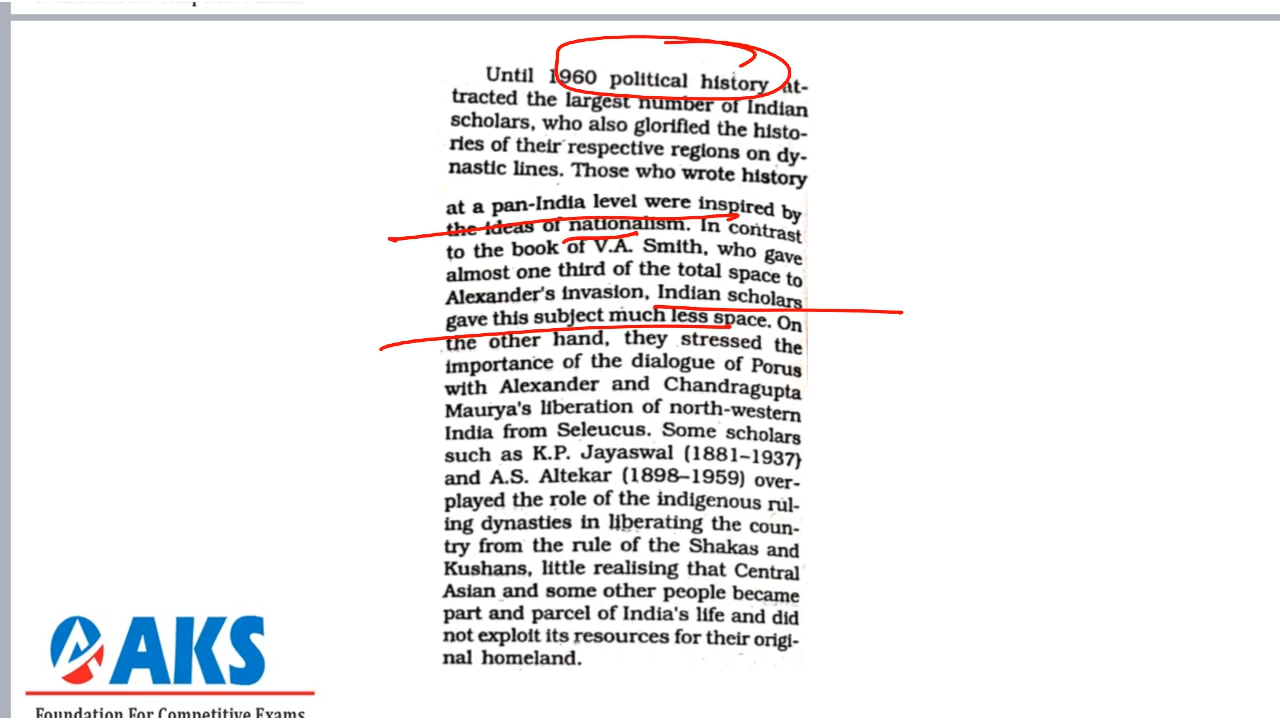 Until 1960 political history at-
tracted the largest number of Indian
scholars, who also glorified the histo-
ries of their respective regions on dy-
nastic lines. Those who wrote history
at a pan-India level were inspired by
the ideas of nationalism. In contrast
to the book of V.A. Smith, who gave
almost one third of the total space to
Alexander's invasion, Indian scholars
gave this subject much less space. On
the other hand, they stressed the
importance of the dialogue of Porus
with Alexander and Chandragupta
Maurya's liberation of north-western
India from Seleucus. Some scholars
such as K.P. Jayaswal (1881–1937)
and A.S. Altekar (1898–1959) over-
played the role of the indigenous rul-
ing dynasties in liberating the coun-
try from the rule of the Shakas and
Kushans, little realising that Central
Asian and some other people became
part and parcel of India's life and did
not exploit its resources for their origi-
nal homeland.
AKS
Foundation For Competitive Exams